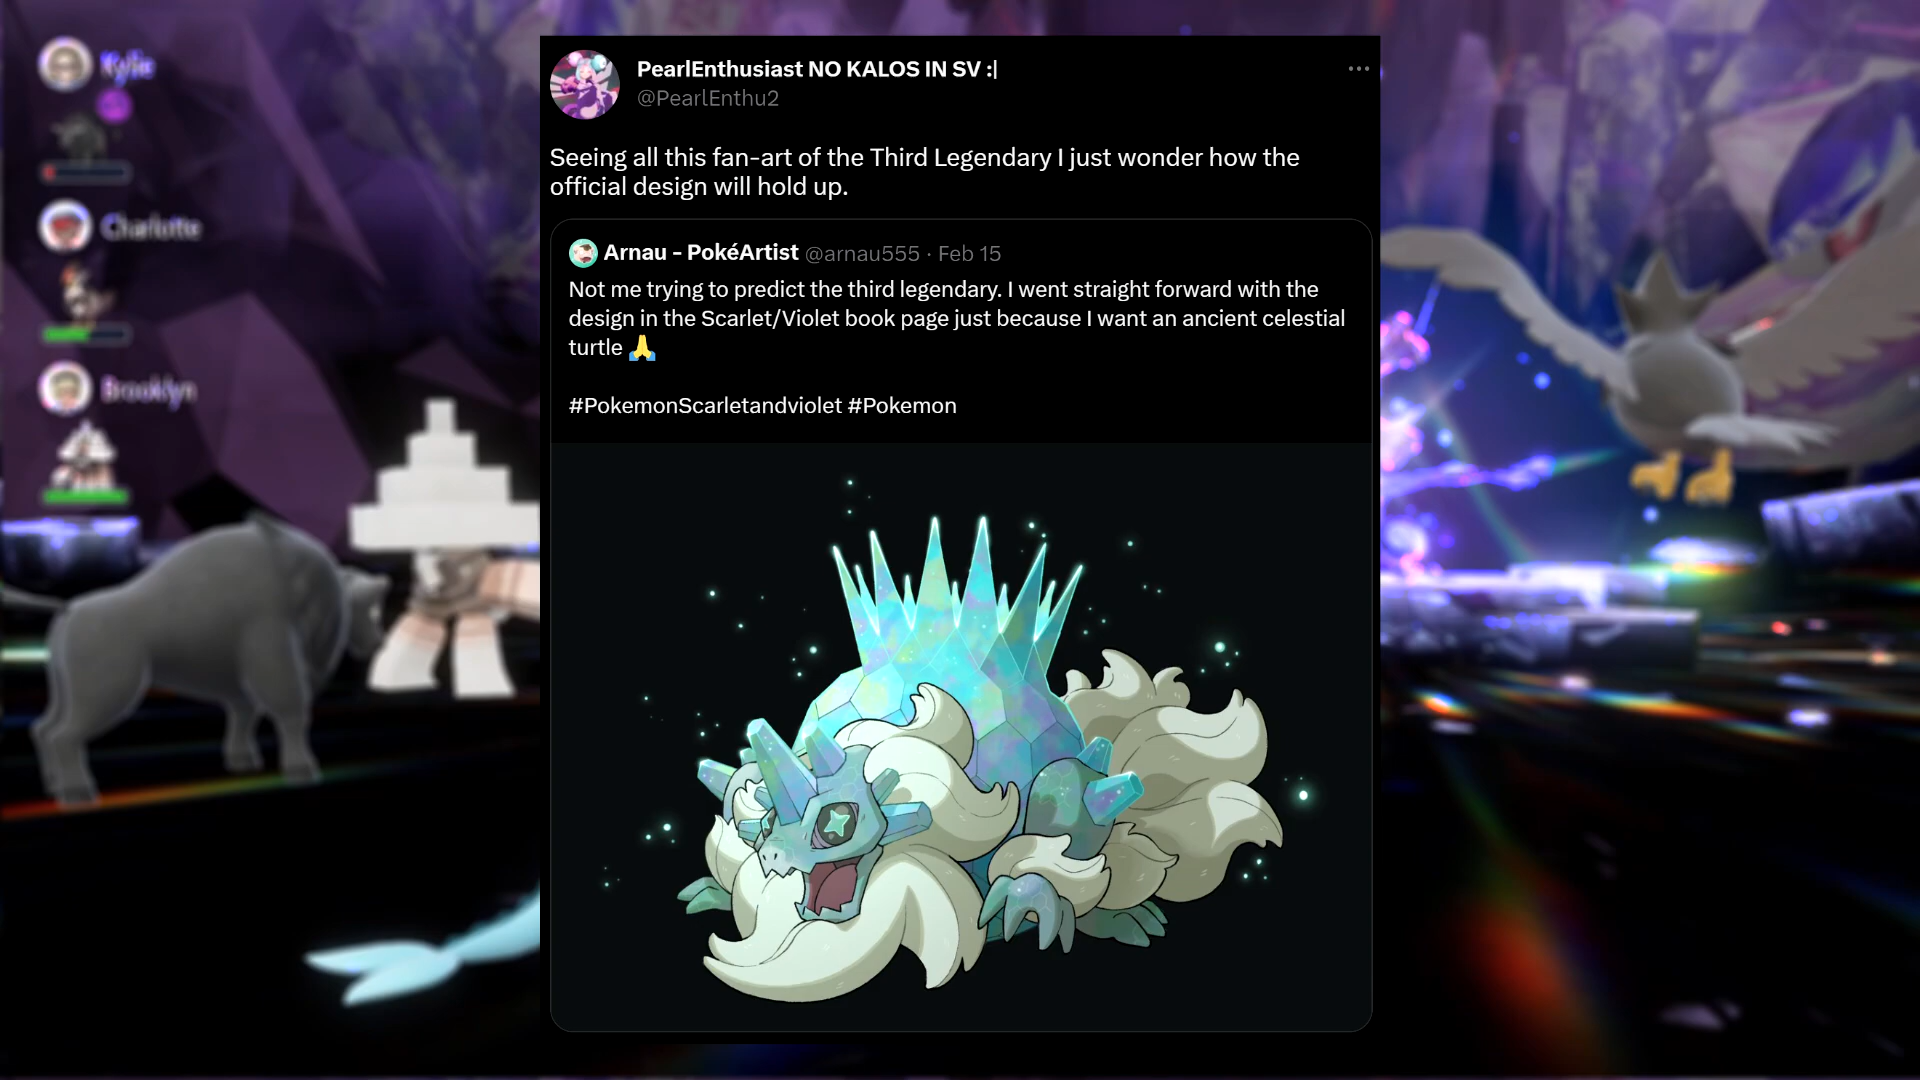 Kylie
Charlotte
Brooklyn
PearlEnthusiast NO KALOS IN SV :|
@PearlEnthu2
Seeing all this fan-art of the Third Legendary I just wonder how the
official design will hold up.
Arnau - PokéArtist @arnau555 · Feb 15
Not me trying to predict the third legendary. I went straight forward with the
design in the Scarlet/Violet book page just because I want an ancient celestial
turtle 🙏
#PokemonScarletandviolet #Pokemon